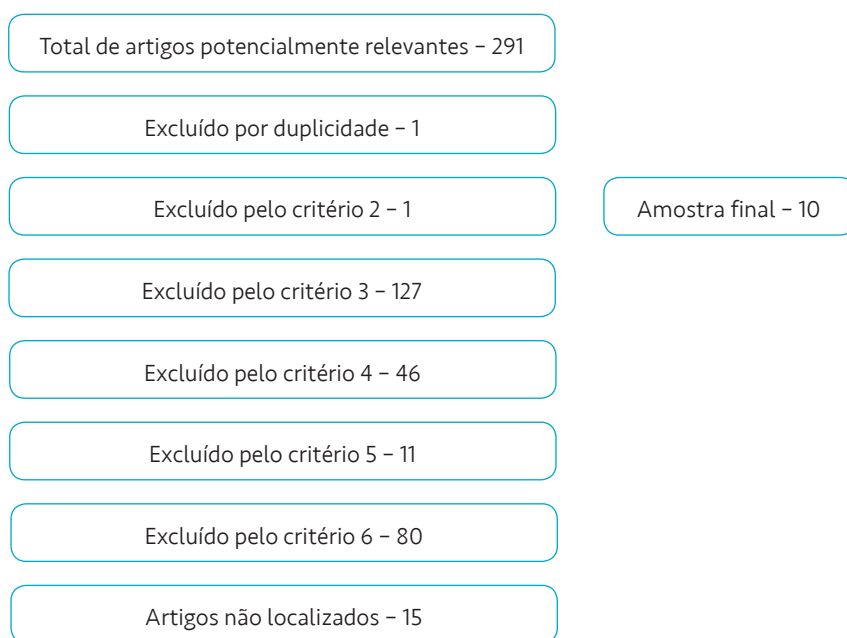 Total de artigos potencialmente relevantes – 291
Excluído por duplicidade – 1
Excluído pelo critério 2 – 1
Amostra final – 10
Excluído pelo critério 3 – 127
Excluído pelo critério 4 – 46
Excluído pelo critério 5 – 11
Excluído pelo critério 6 – 80
Artigos não localizados – 15